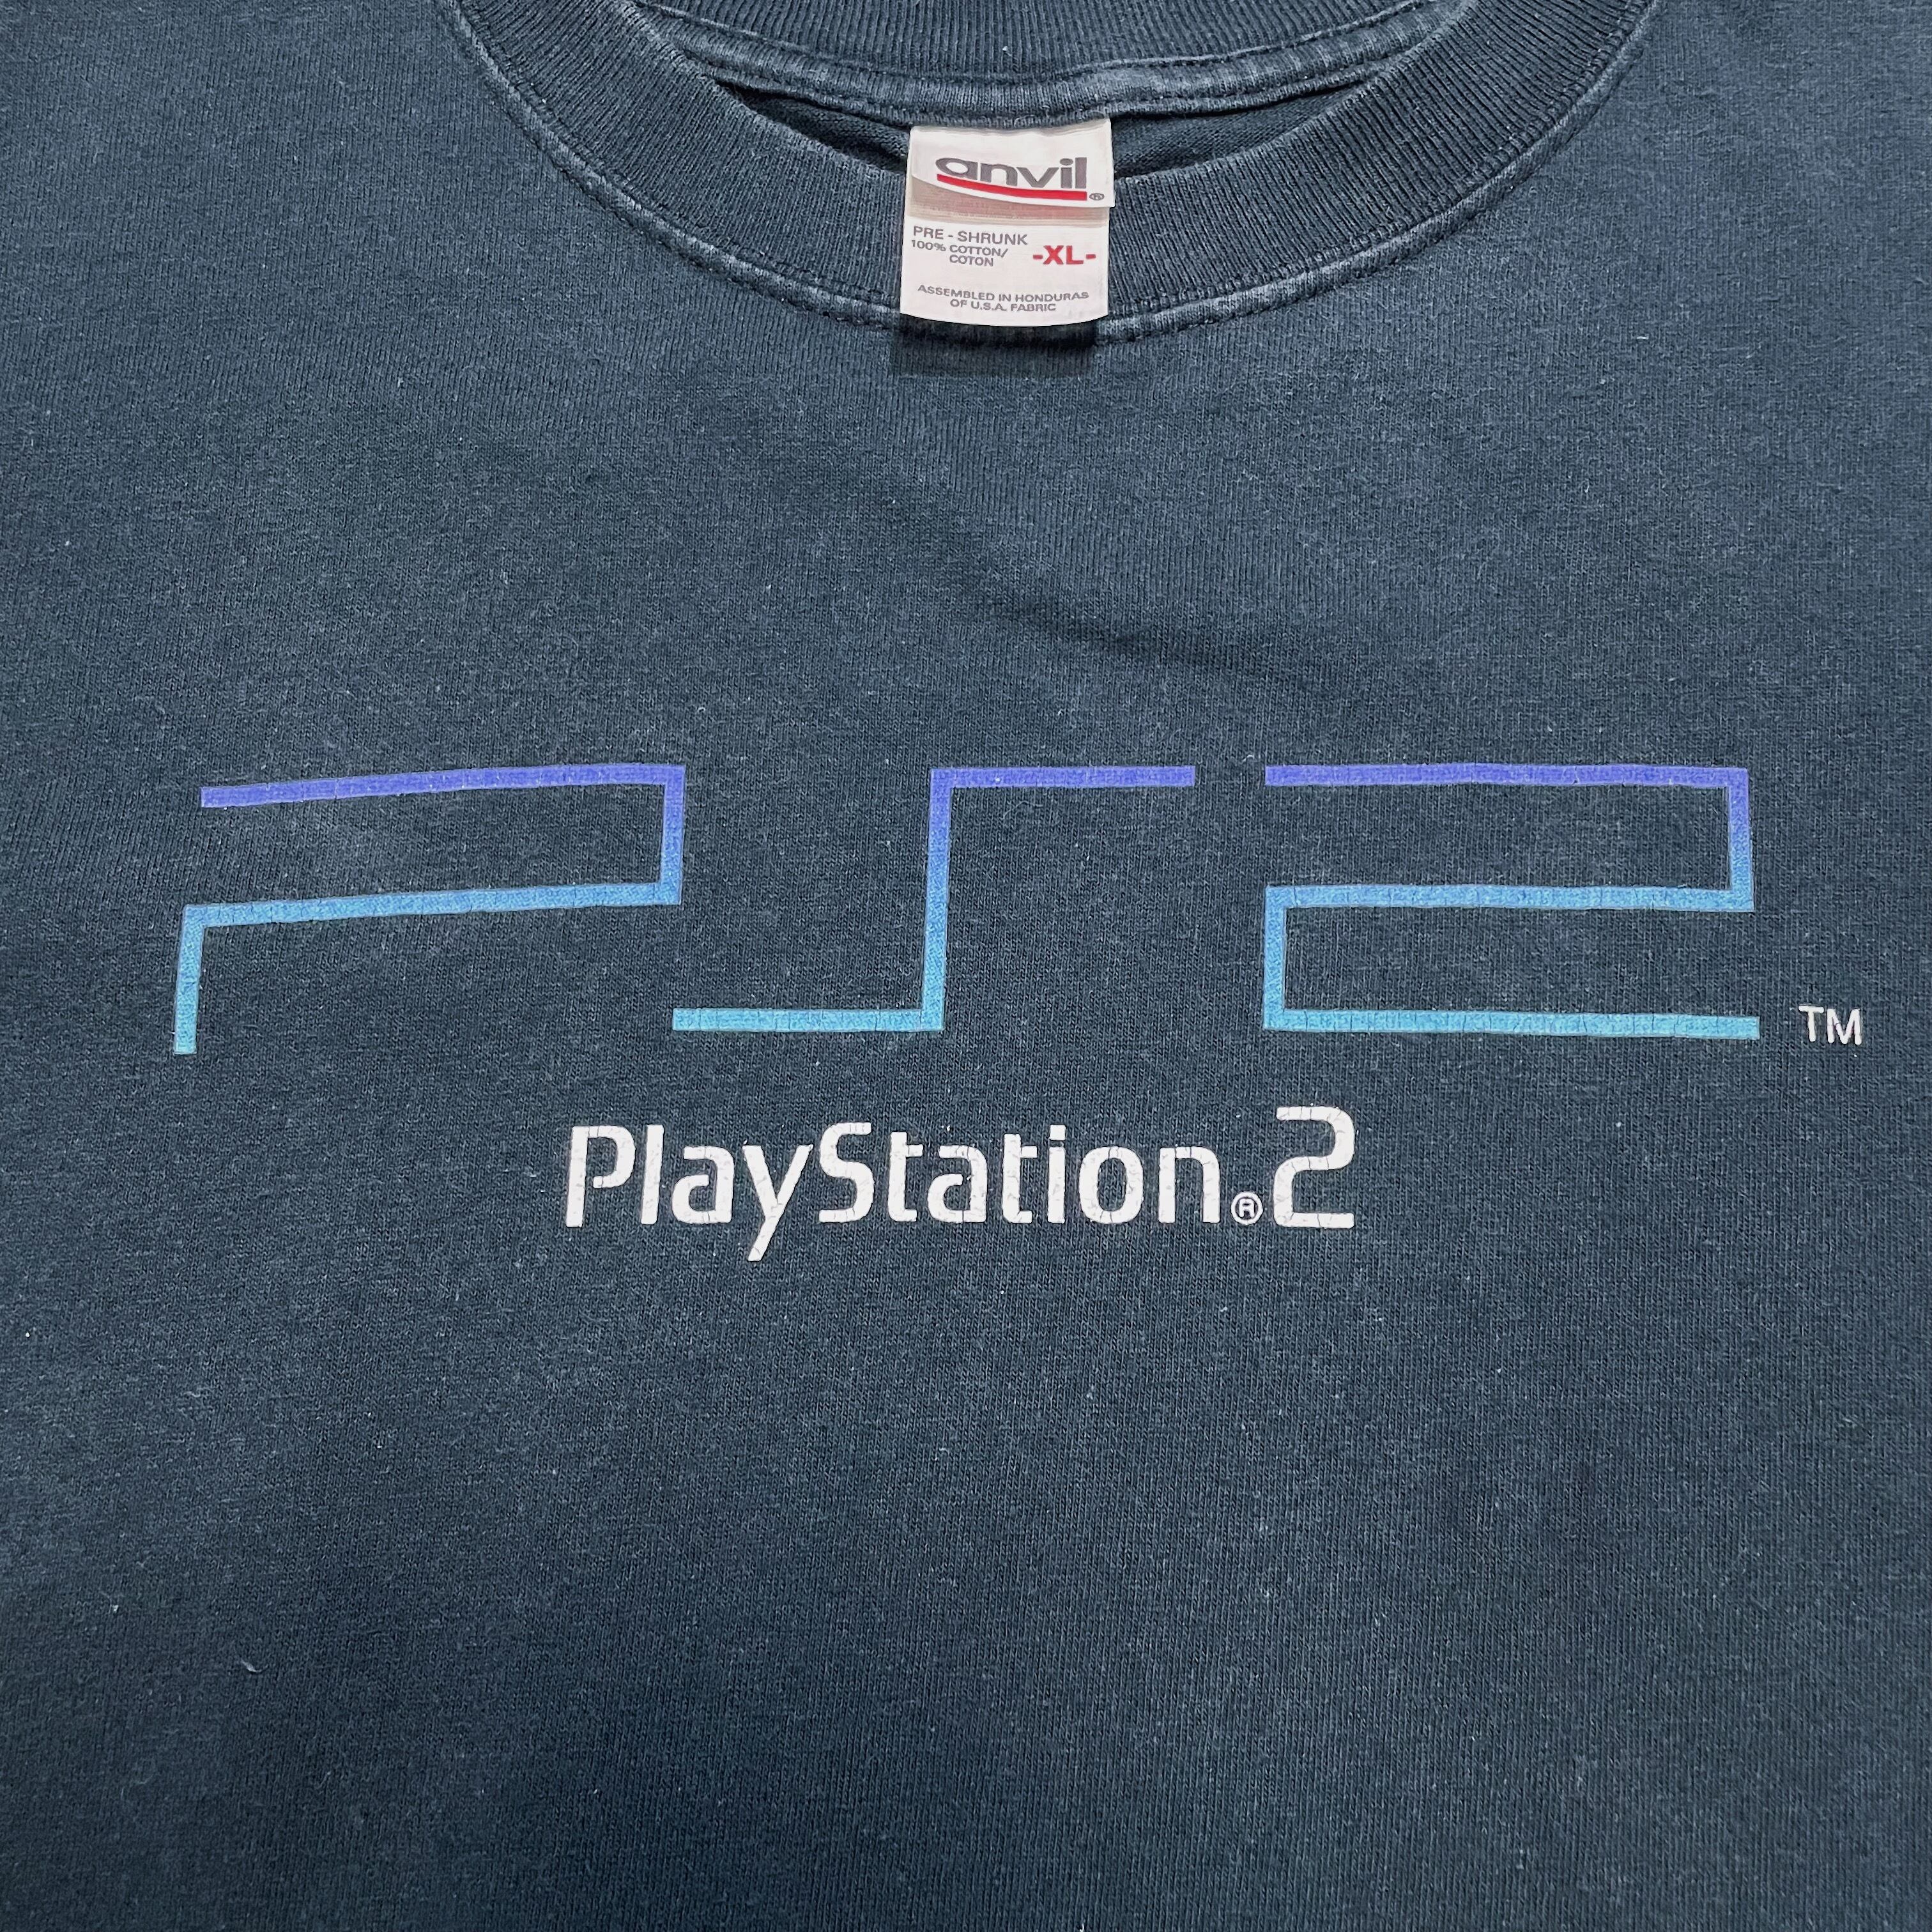 anvil®
PRE - SHRUNK
100% COTTON/
COTON
-XL-
ASSEMBLED IN HONDURAS
OF U.S.A. FABRIC
PS2 TM
PlayStation®2